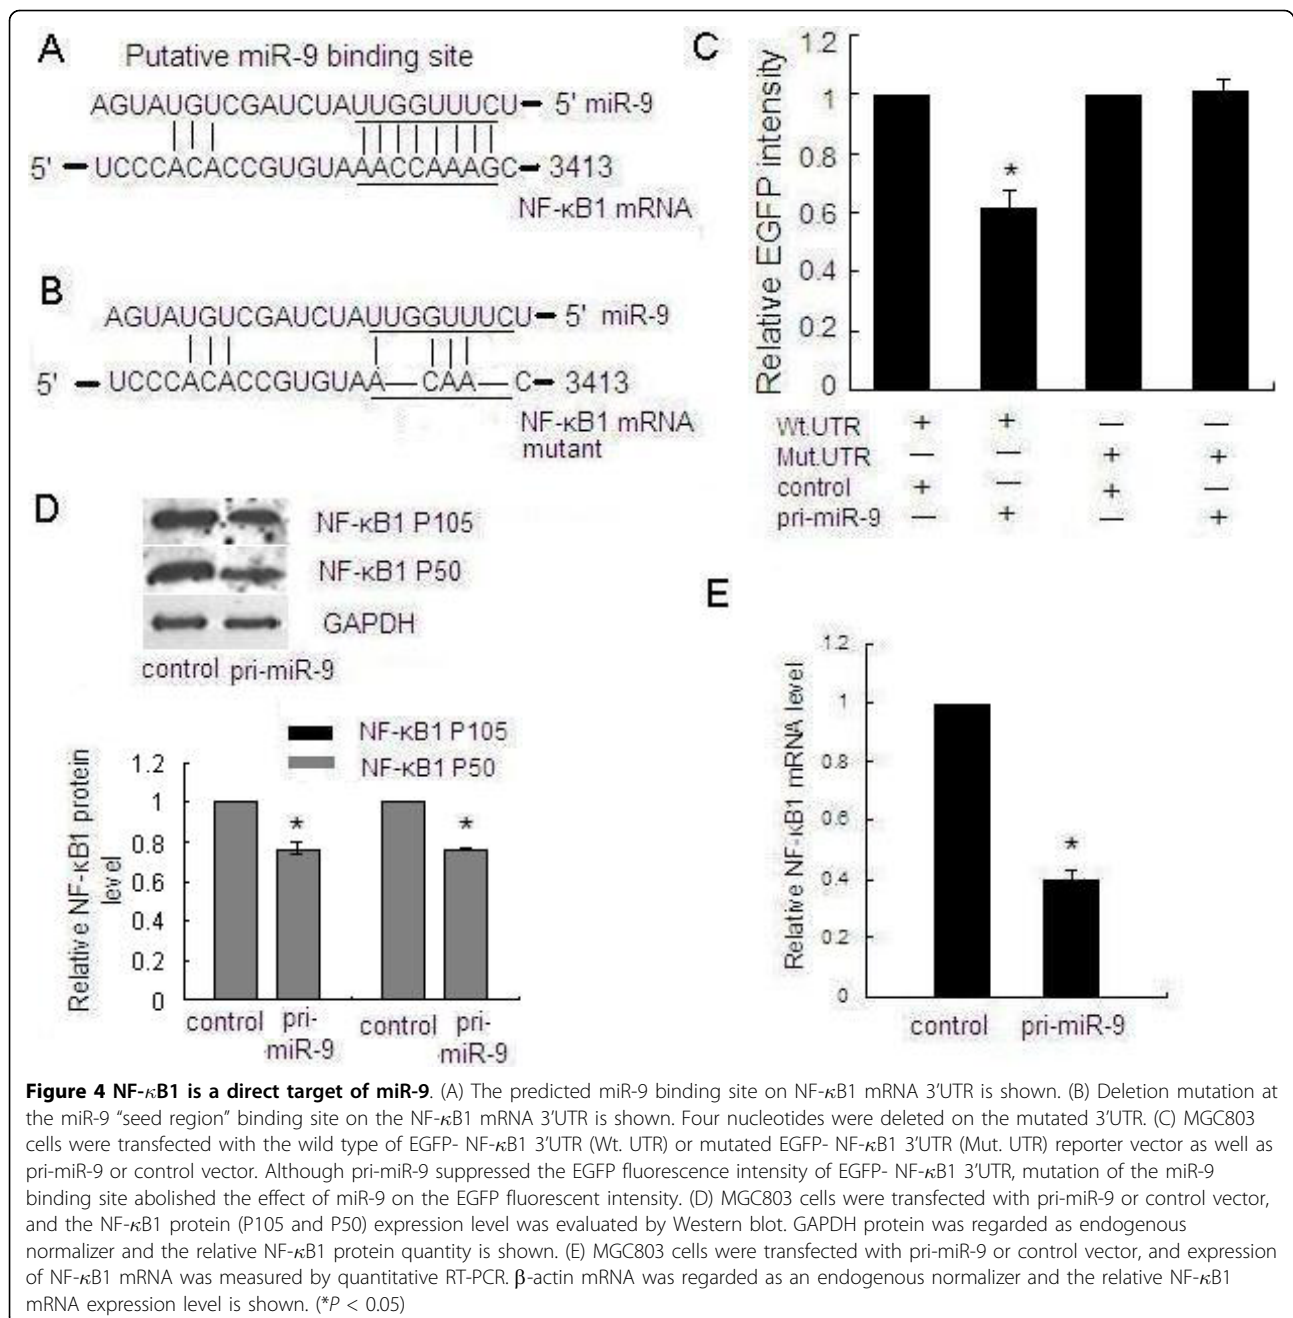 A
Putative miR-9 binding site
AGUAUGUCGAUCUAUUGGUUUCU 5' miR-9
5' UCCCACACCGUGUAAACCAAAGC 3413
NF-κB1 mRNA
B
AGUAUGUCGAUCUAUUGGUUUCU 5' miR-9
5' UCCCACACCGUGUAA—CAA—C 3413
NF-κB1 mRNA
mutant
C
Relative EGFP intensity
1.2
1
0.8
0.6
0.4
0.2
0
*
Wt.UTR + + — —
Mut.UTR — — + +
control + — + —
pri-miR-9 — + — +
D
NF-κB1 P105
NF-κB1 P50
GAPDH
control pri-miR-9
NF-κB1 P105
NF-κB1 P50
Relative NF-κB1 protein
level
1.2
1
0.8
0.6
0.4
0.2
0
* *
control pri-
miR-9
control pri-
miR-9
E
Relative NF-κB1 mRNA level
1.2
1
0.8
0.6
0.4
0.2
0
*
control pri-miR-9
Figure 4 NF-κB1 is a direct target of miR-9. (A) The predicted miR-9 binding site on NF-κB1 mRNA 3'UTR is shown. (B) Deletion mutation at
the miR-9 "seed region" binding site on the NF-κB1 mRNA 3'UTR is shown. Four nucleotides were deleted on the mutated 3'UTR. (C) MGC803
cells were transfected with the wild type of EGFP- NF-κB1 3'UTR (Wt. UTR) or mutated EGFP- NF-κB1 3'UTR (Mut. UTR) reporter vector as well as
pri-miR-9 or control vector. Although pri-miR-9 suppressed the EGFP fluorescence intensity of EGFP- NF-κB1 3'UTR, mutation of the miR-9
binding site abolished the effect of miR-9 on the EGFP fluorescent intensity. (D) MGC803 cells were transfected with pri-miR-9 or control vector,
and the NF-κB1 protein (P105 and P50) expression level was evaluated by Western blot. GAPDH protein was regarded as endogenous
normalizer and the relative NF-κB1 protein quantity is shown. (E) MGC803 cells were transfected with pri-miR-9 or control vector, and expression
of NF-κB1 mRNA was measured by quantitative RT-PCR. β-actin mRNA was regarded as an endogenous normalizer and the relative NF-κB1
mRNA expression level is shown. (*P < 0.05)